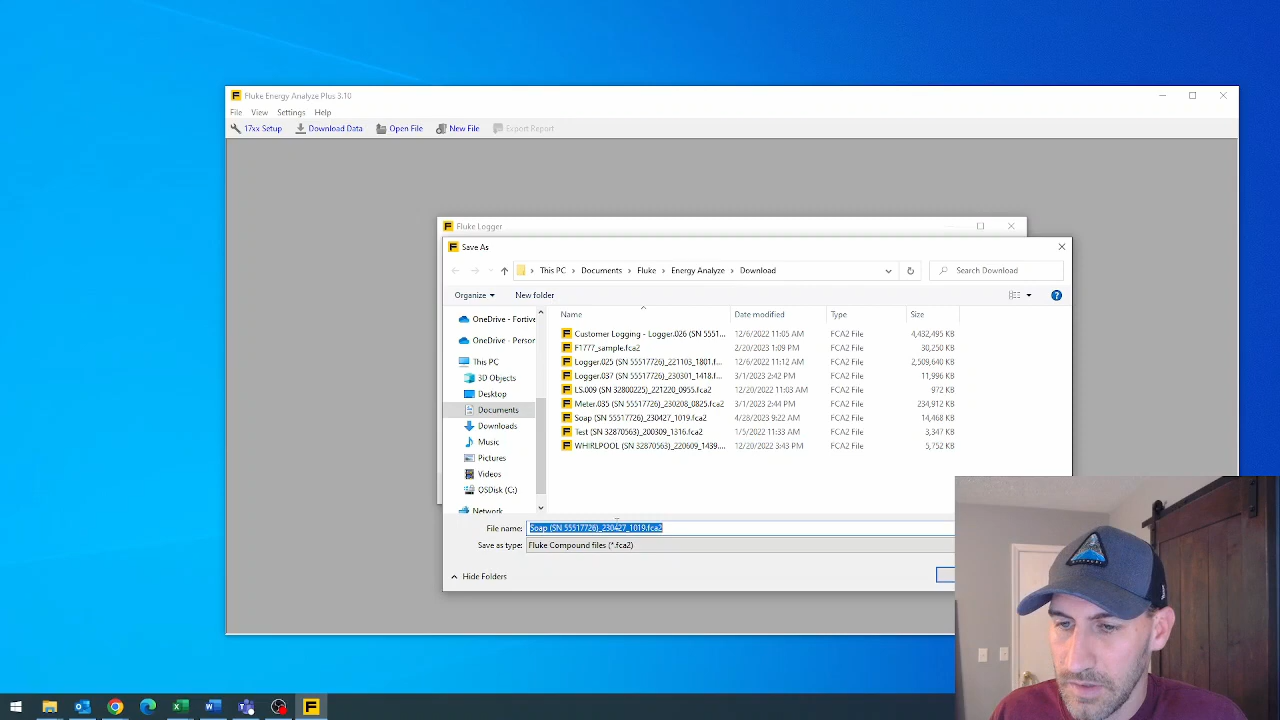 Fluke Energy Analyze Plus 3.10
File View Settings Help
17xx Setup Download Data Open File New File Export Report
Fluke Logger
Save As
This PC > Documents > Fluke > Energy Analyze > Download
Search Download
Organize New folder
Name Date modified Type Size
OneDrive - Fortive
OneDrive - Person
This PC
3D Objects
Desktop
Documents
Downloads
Music
Pictures
Videos
OSDisk (C:)
Network
Customer Logging - Logger.026 (SN 5551... 12/6/2022 11:05 AM FCA2 File 4,432,495 KB
F1777_sample.fca2 2/20/2023 1:09 PM FCA2 File 30,250 KB
Logger.025 (SN 55517726)_221103_1801.f... 12/6/2022 11:12 AM FCA2 File 2,509,640 KB
Logger.037 (SN 55517726)_230301_1418.f... 3/1/2023 2:42 PM FCA2 File 11,996 KB
LS.009 (SN 32800225)_221220_0955.fca2 12/20/2022 11:03 AM FCA2 File 972 KB
Meter.035 (SN 55517726)_230208_0825.fca2 3/1/2023 2:44 PM FCA2 File 234,912 KB
Soap (SN 55517726)_230427_1019.fca2 4/28/2023 9:22 AM FCA2 File 14,468 KB
Test (SN 32870563)_200309_1316.fca2 1/5/2022 11:33 AM FCA2 File 3,347 KB
WHIRLPOOL (SN 32870563)_220609_1439.... 12/20/2022 3:43 PM FCA2 File 5,752 KB
File name: Soap (SN 55517726)_230427_1019.fca2
Save as type: Fluke Compound files (*.fca2)
Hide Folders